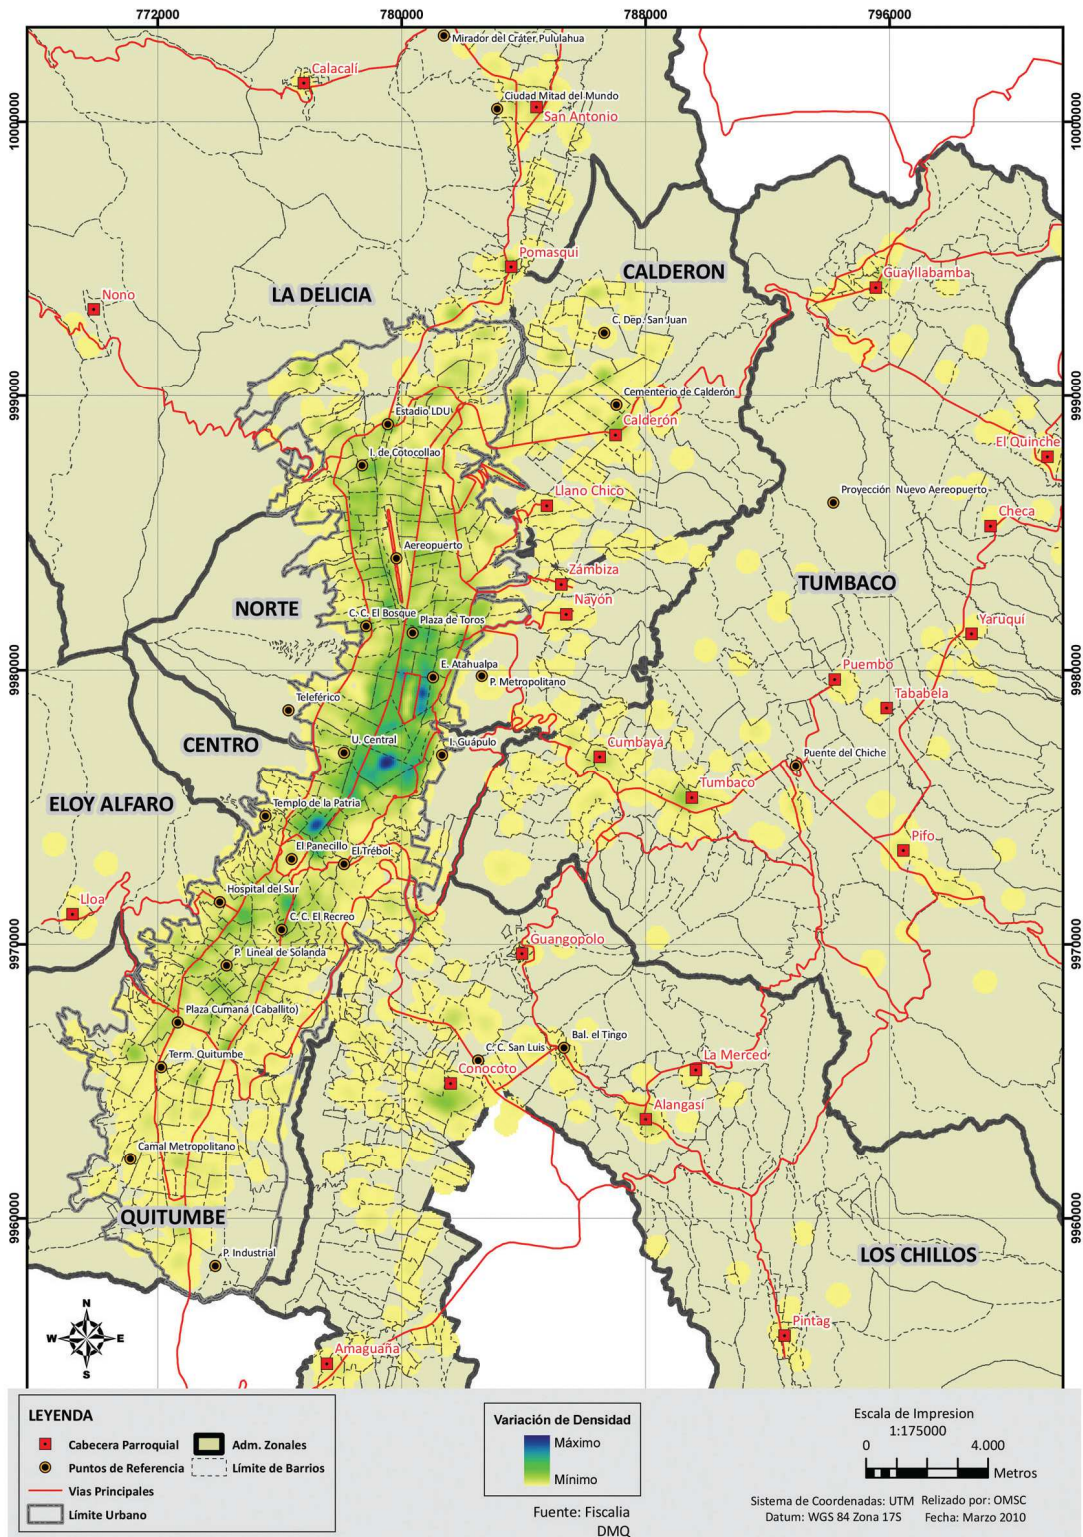 772000
780000
788000
796000
Mirador del Cráter Pululahua
Calacalí
Ciudad Mitad del Mundo
San Antonio
10000000
10000000
Pomasqui
CALDERON
Guayllabamba
LA DELICIA
Nono
C. Dep. San Juan
9990000
9990000
Cementerio de Calderón
Estadio LDU
Calderón
El Quinche
I. de Cotocollao
Llano Chico
Proyección Nuevo Aereopuerto
Checa
Aereopuerto
Zámbiza
TUMBACO
Nayón
NORTE
C. C. El Bosque
Plaza de Toros
Yaruquí
9980000
9980000
E. Atahualpa
P. Metropolitano
Puembo
Teleférico
Tababela
CENTRO
U. Central
I. Guápulo
Cumbayá
Puente del Chiche
Tumbaco
ELOY ALFARO
Templo de la Patria
El Panecillo
El Trébol
Pifo
Hospital del Sur
Lloa
C. C. El Recreo
9970000
9970000
Guangopolo
P. Lineal de Solanda
Plaza Cumaná (Caballito)
Bal. el Tingo
Term. Quitumbe
C. C. San Luis
La Merced
Conocoto
Alangasí
Camal Metropolitano
9960000
9960000
QUITUMBE
P. Industrial
LOS CHILLOS
N
W
E
S
Pintag
Amaguaña
LEYENDA
Cabecera Parroquial
Adm. Zonales
Puntos de Referencia
Límite de Barrios
Vias Principales
Límite Urbano
Variación de Densidad
Máximo
Mínimo
Fuente: Fiscalia
DMQ
Escala de Impresion
1:175000
0
4.000
Metros
Sistema de Coordenadas: UTM
Relizado por: OMSC
Datum: WGS 84 Zona 17S
Fecha: Marzo 2010